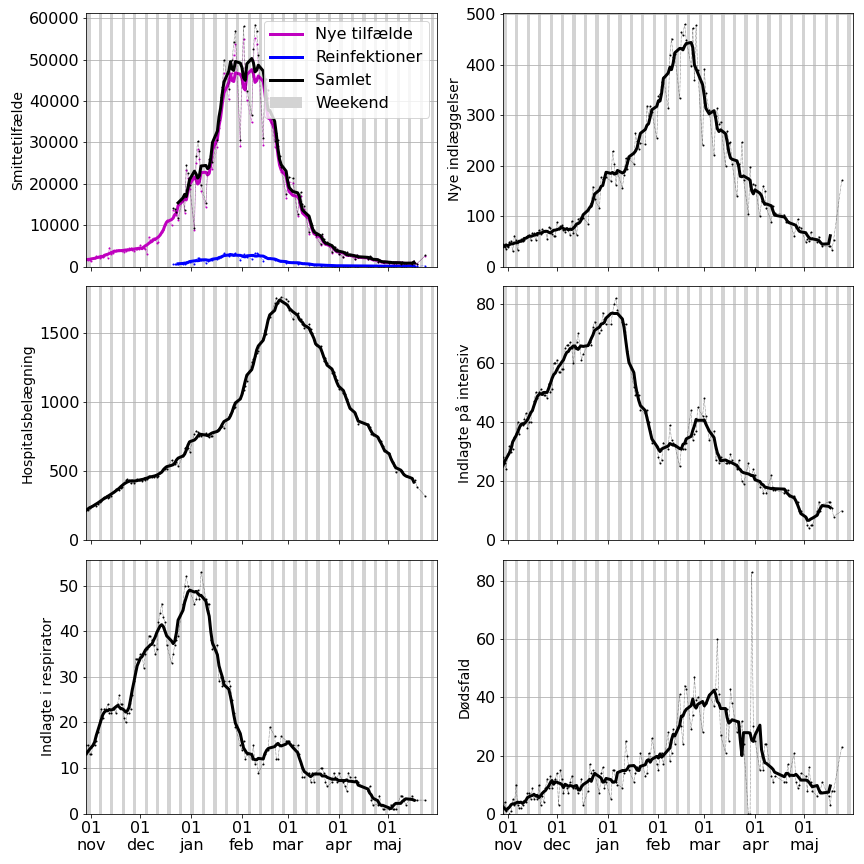 Smittetilfælde
60000
50000
40000
30000
20000
10000
0
Nye tilfælde
Reinfektioner
Samlet
Weekend
Nye indlæggelser
500
400
300
200
100
0
Hospitalsbelægning
1500
1000
500
0
Indlagte på intensiv
80
60
40
20
0
Indlagte i respirator
50
40
30
20
10
0
01 01 01 01 01 01 01
nov dec jan feb mar apr maj
Dødsfald
80
60
40
20
0
01 01 01 01 01 01 01
nov dec jan feb mar apr maj